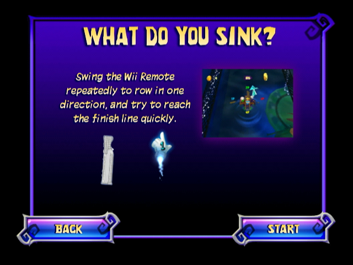 WHAT DO YOU SINK?
Swing the Wii Remote
repeatedly to row in one
direction, and try to reach
the finish line quickly.
BACK
START